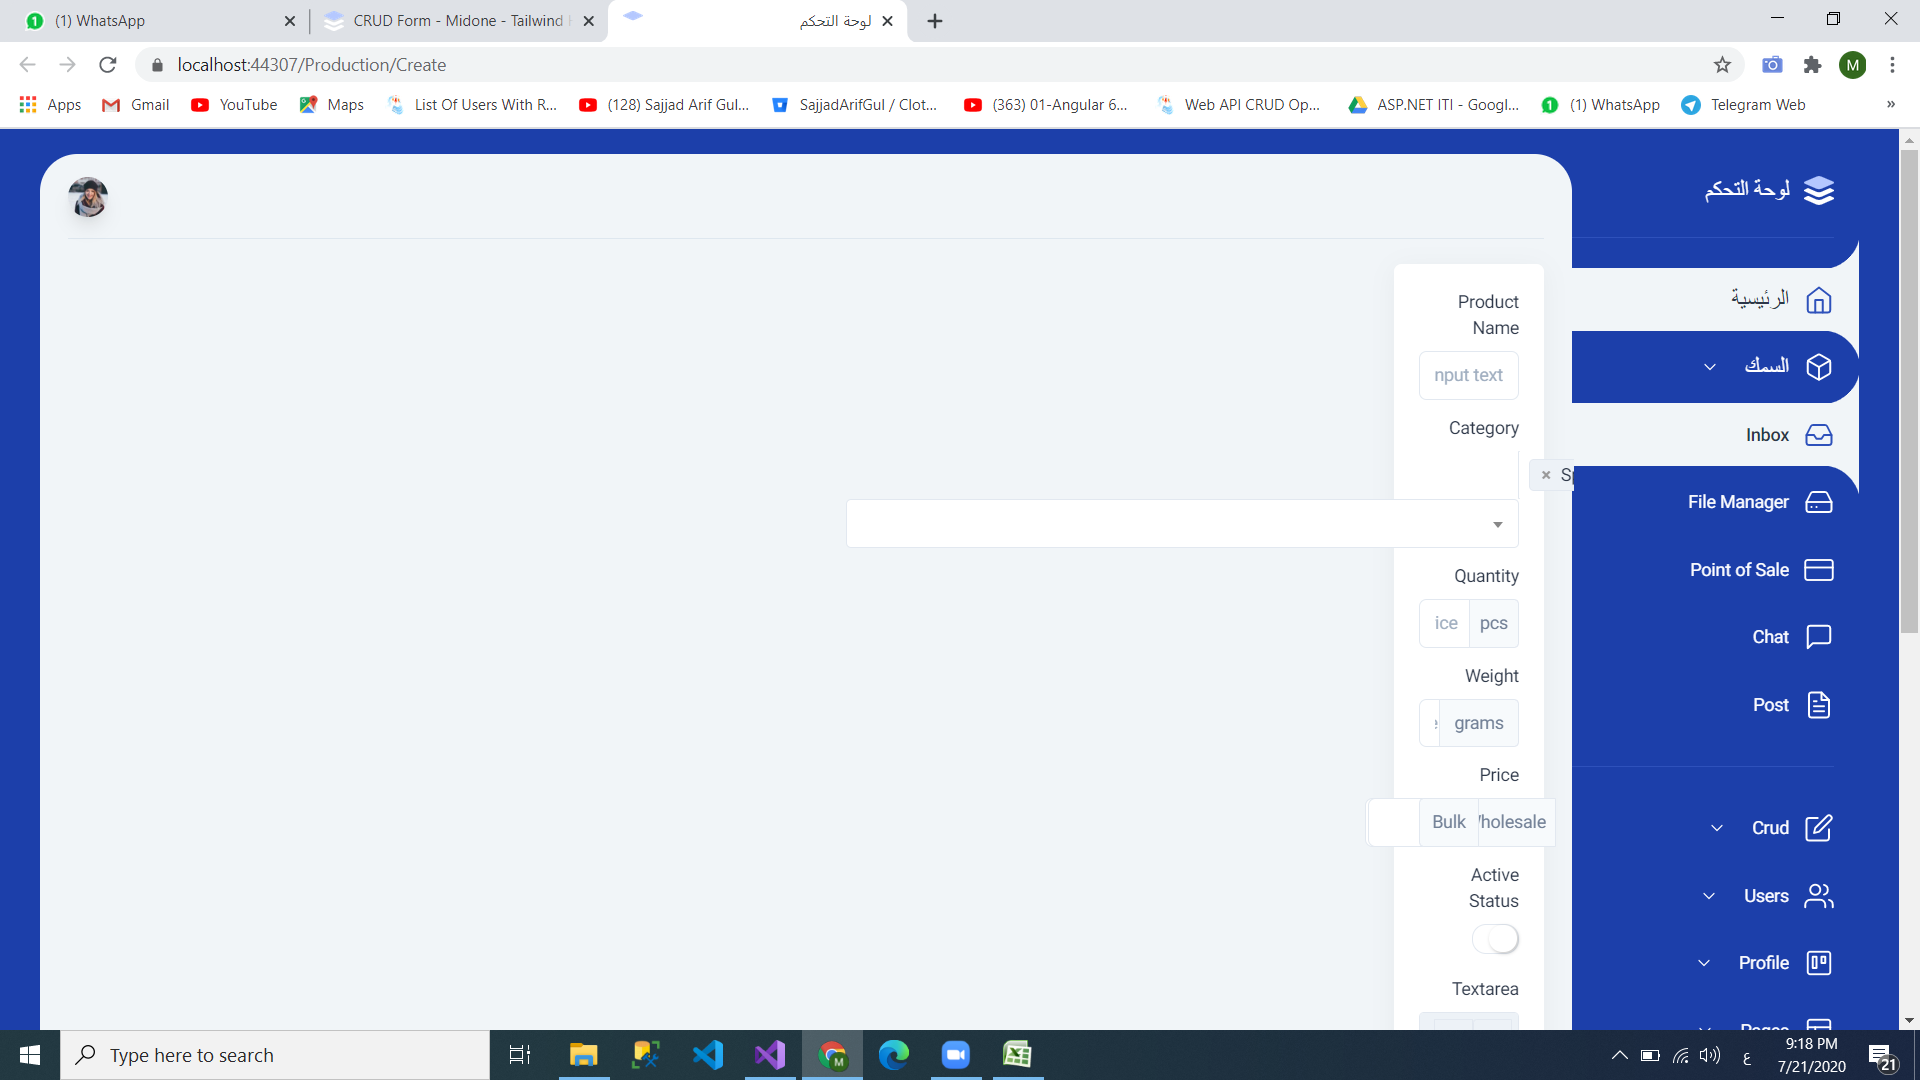 (1) WhatsApp
CRUD Form - Midone - Tailwind
لوحة التحكم
localhost:44307/Production/Create
M
Apps
Gmail
YouTube
Maps
List Of Users With R...
(128) Sajjad Arif Gul...
SajjadArifGul / Clot...
(363) 01-Angular 6...
Web API CRUD Op...
ASP.NET ITI - Googl...
(1) WhatsApp
Telegram Web
»
لوحة التحكم
الرئيسية
السمك
Inbox
File Manager
Point of Sale
Chat
Post
Crud
Users
Profile
Pages
Product
Name
nput text
Category
× Sp
Quantity
ice
pcs
Weight
grams
Price
Bulk
Wholesale
Active
Status
Textarea
Type here to search
M
ع
9:18 PM
7/21/2020
21